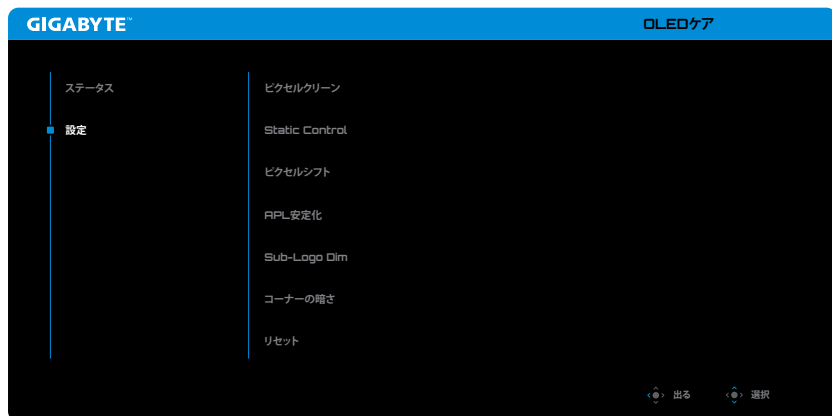 GIGABYTE™
OLEDケア
ステータス
設定
ピクセルクリーン
Static Control
ピクセルシフト
APL安定化
Sub-Logo Dim
コーナーの暗さ
リセット
出る
選択